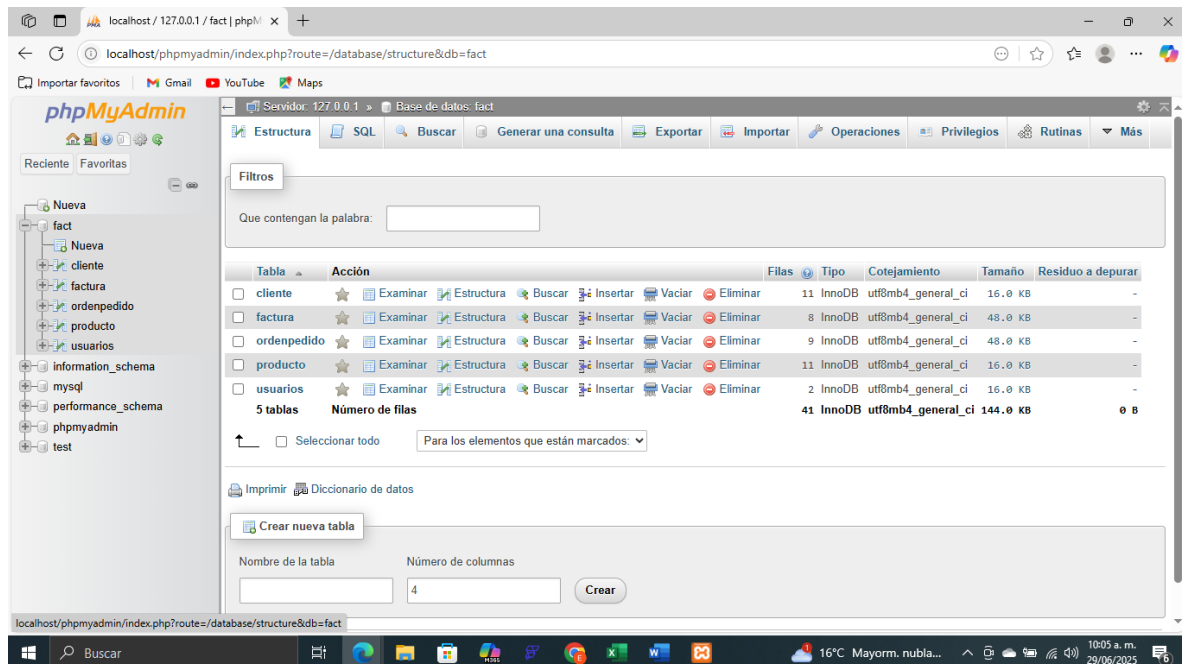 localhost / 127.0.0.1 / fact | phpM
localhost/phpmyadmin/index.php?route=/database/structure&db=fact
Importar favoritos Gmail YouTube Maps
phpMyAdmin
Reciente Favoritas
Nueva
fact
Nueva
cliente
factura
ordenpedido
producto
usuarios
information_schema
mysql
performance_schema
phpmyadmin
test
Servidor: 127.0.0.1 » Base de datos: fact
Estructura SQL Buscar Generar una consulta Exportar Importar Operaciones Privilegios Rutinas Más
Filtros
Que contengan la palabra:
Tabla Acción Filas Tipo Cotejamiento Tamaño Residuo a depurar
cliente Examinar Estructura Buscar Insertar Vaciar Eliminar 11 InnoDB utf8mb4_general_ci 16.0 KB -
factura Examinar Estructura Buscar Insertar Vaciar Eliminar 8 InnoDB utf8mb4_general_ci 48.0 KB -
ordenpedido Examinar Estructura Buscar Insertar Vaciar Eliminar 9 InnoDB utf8mb4_general_ci 48.0 KB -
producto Examinar Estructura Buscar Insertar Vaciar Eliminar 11 InnoDB utf8mb4_general_ci 16.0 KB -
usuarios Examinar Estructura Buscar Insertar Vaciar Eliminar 2 InnoDB utf8mb4_general_ci 16.0 KB -
5 tablas Número de filas 41 InnoDB utf8mb4_general_ci 144.0 KB 0 B
Seleccionar todo Para los elementos que están marcados:
Imprimir Diccionario de datos
Crear nueva tabla
Nombre de la tabla Número de columnas
4 Crear
localhost/phpmyadmin/index.php?route=/database/structure&db=fact
Buscar 16°C Mayorm. nubla... 10:05 a. m.
29/06/2025 6